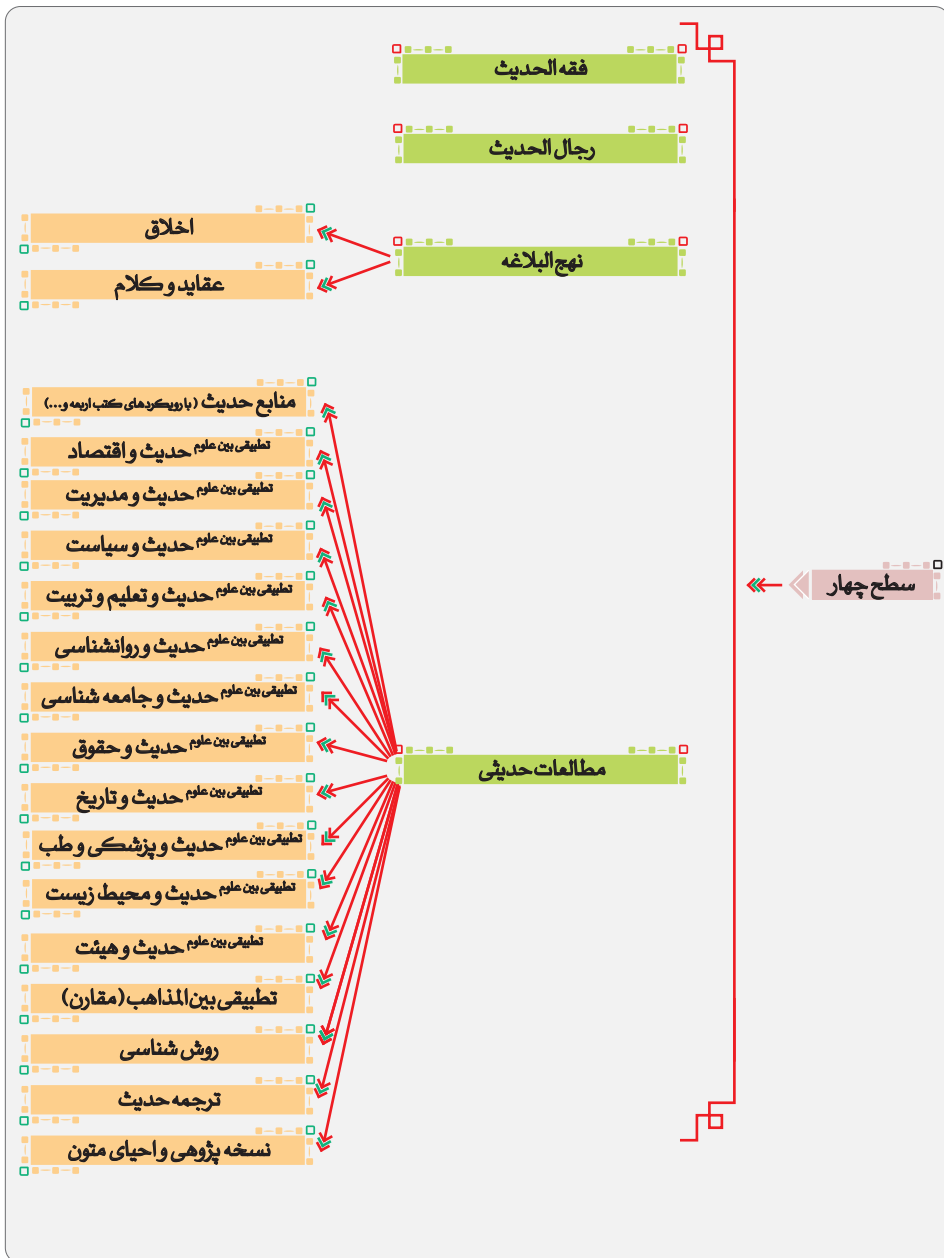 سطح چهار
فقه الحدیث
رجال الحدیث
نهج البلاغه
اخلاق
عقاید و کلام
مطالعات حدیثی
منابع حدیث (با رویکردهای کتب اربعه و...)
تطبیقی بین علوم حدیث و اقتصاد
تطبیقی بین علوم حدیث و مدیریت
تطبیقی بین علوم حدیث و سیاست
تطبیقی بین علوم حدیث و تعلیم و تربیت
تطبیقی بین علوم حدیث و روانشناسی
تطبیقی بین علوم حدیث و جامعه شناسی
تطبیقی بین علوم حدیث و حقوق
تطبیقی بین علوم حدیث و تاریخ
تطبیقی بین علوم حدیث و پزشکی و طب
تطبیقی بین علوم حدیث و محیط زیست
تطبیقی بین علوم حدیث و هیئت
تطبیقی بین المذاهب (مقارن)
روش شناسی
ترجمه حدیث
نسخه پژوهی و احیای متون